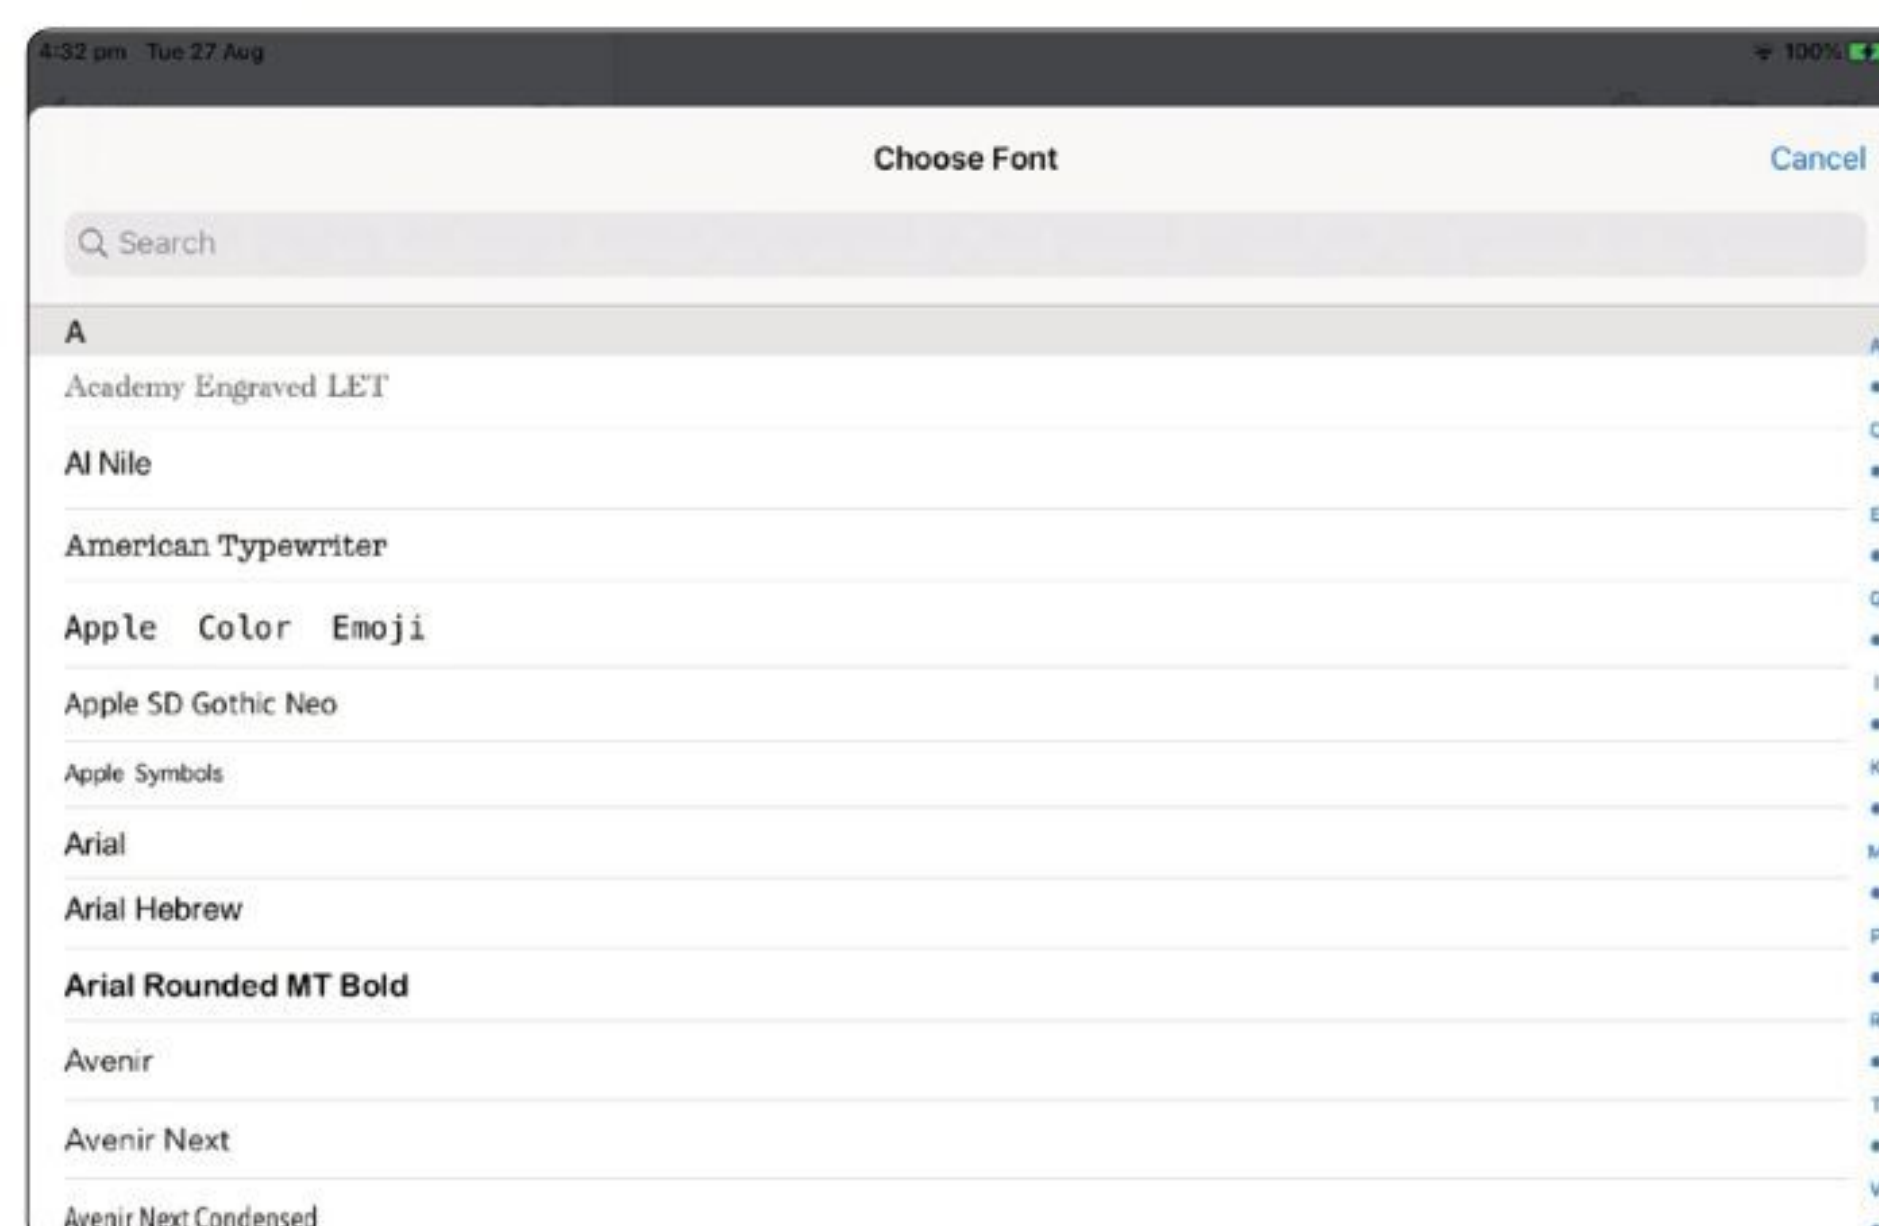 4:32 pm Tue 27 Aug 100%
Choose Font Cancel
Search
A
Academy Engraved LET
Al Nile
American Typewriter
Apple Color Emoji
Apple SD Gothic Neo
Apple Symbols
Arial
Arial Hebrew
Arial Rounded MT Bold
Avenir
Avenir Next
Avenir Next Condensed